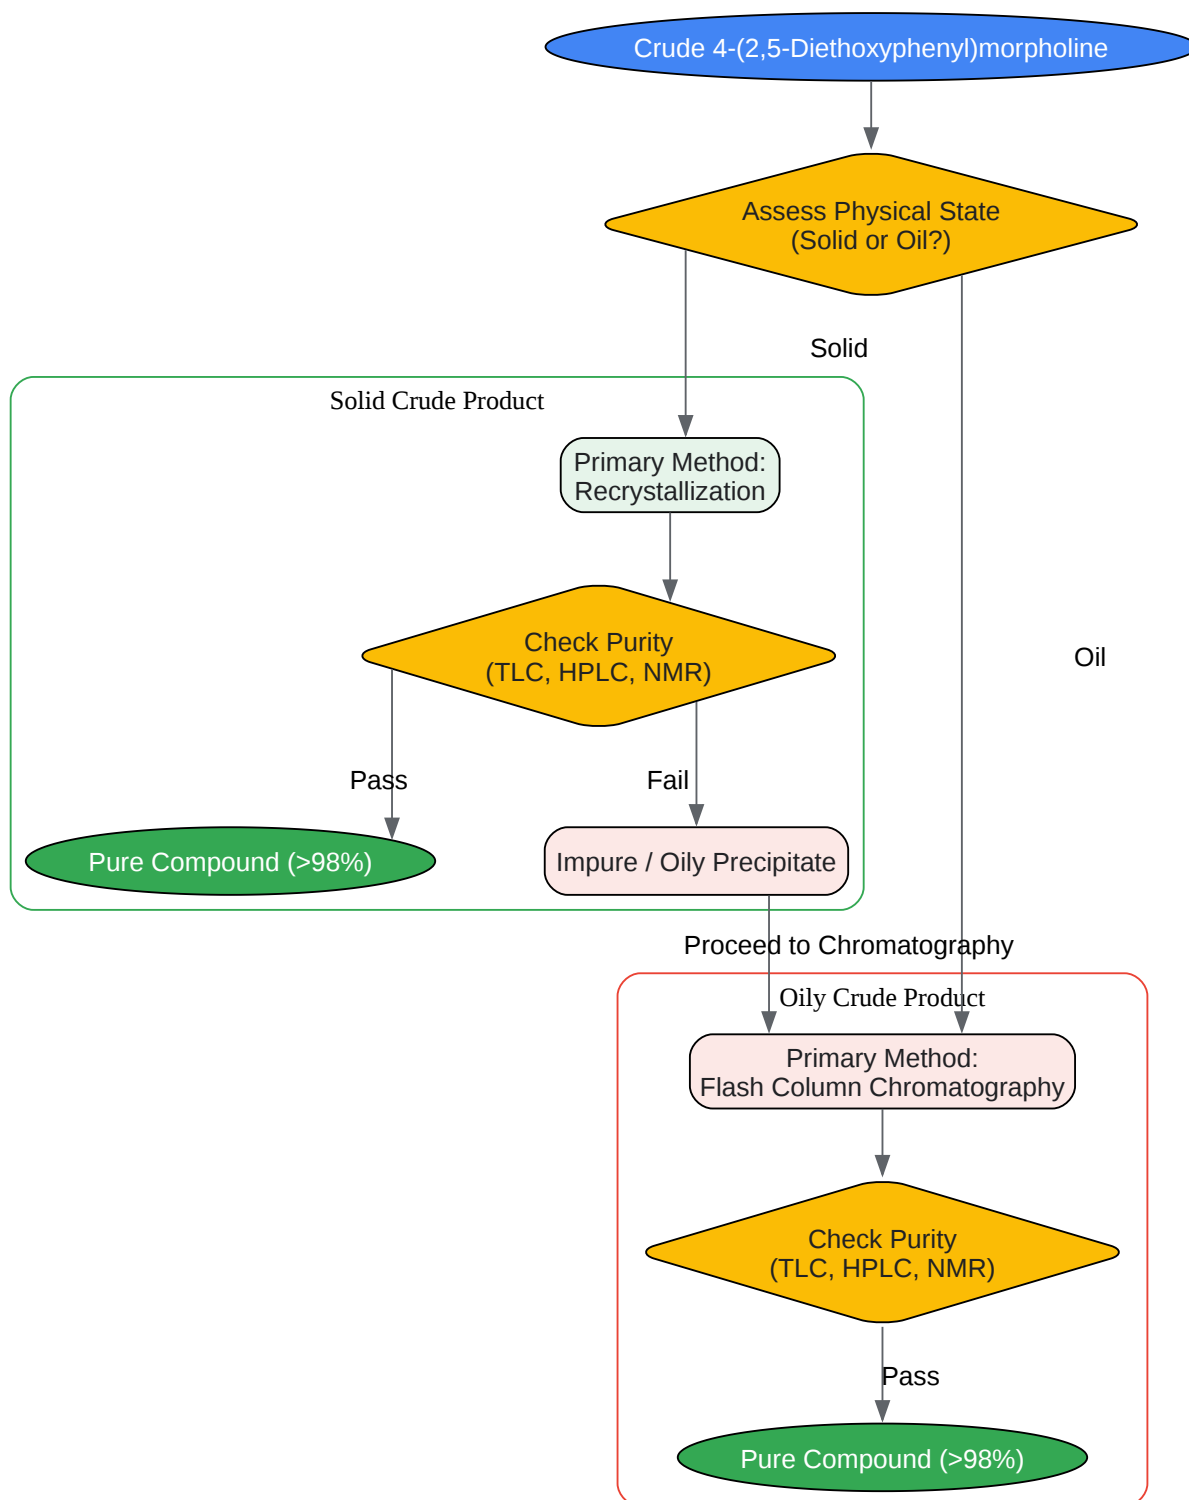 Crude 4-(2,5-Diethoxyphenyl)morpholine
Assess Physical State
(Solid or Oil?)
Solid
Solid Crude Product
Primary Method:
Recrystallization
Check Purity
(TLC, HPLC, NMR)
Oil
Pass
Fail
Pure Compound (>98%)
Impure / Oily Precipitate
Proceed to Chromatography
Oily Crude Product
Primary Method:
Flash Column Chromatography
Check Purity
(TLC, HPLC, NMR)
Pass
Pure Compound (>98%)